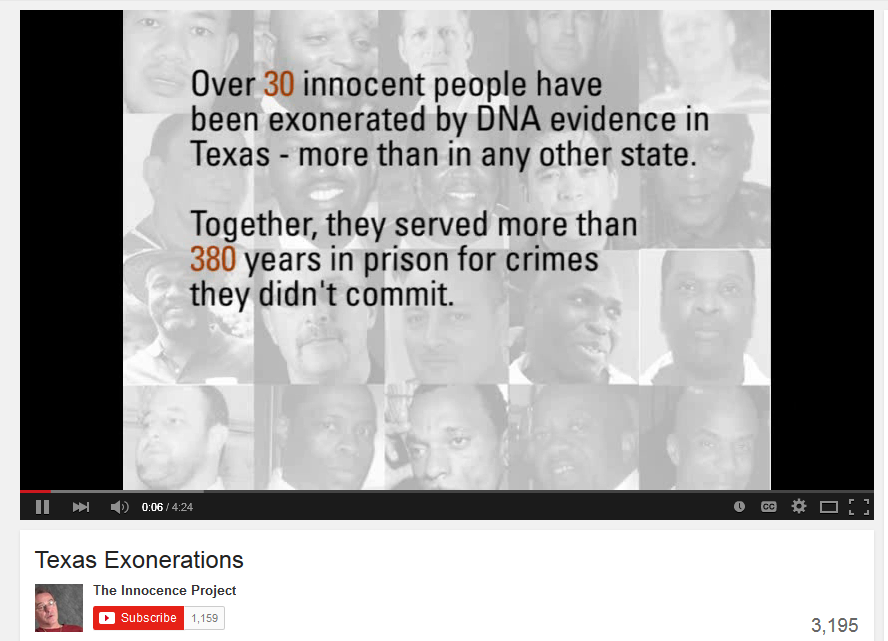 Over 30 innocent people have
been exonerated by DNA evidence in
Texas - more than in any other state.
Together, they served more than
380 years in prison for crimes
they didn't commit.
0:06 / 4:24
CC
Texas Exonerations
The Innocence Project
Subscribe 1,159
3,195